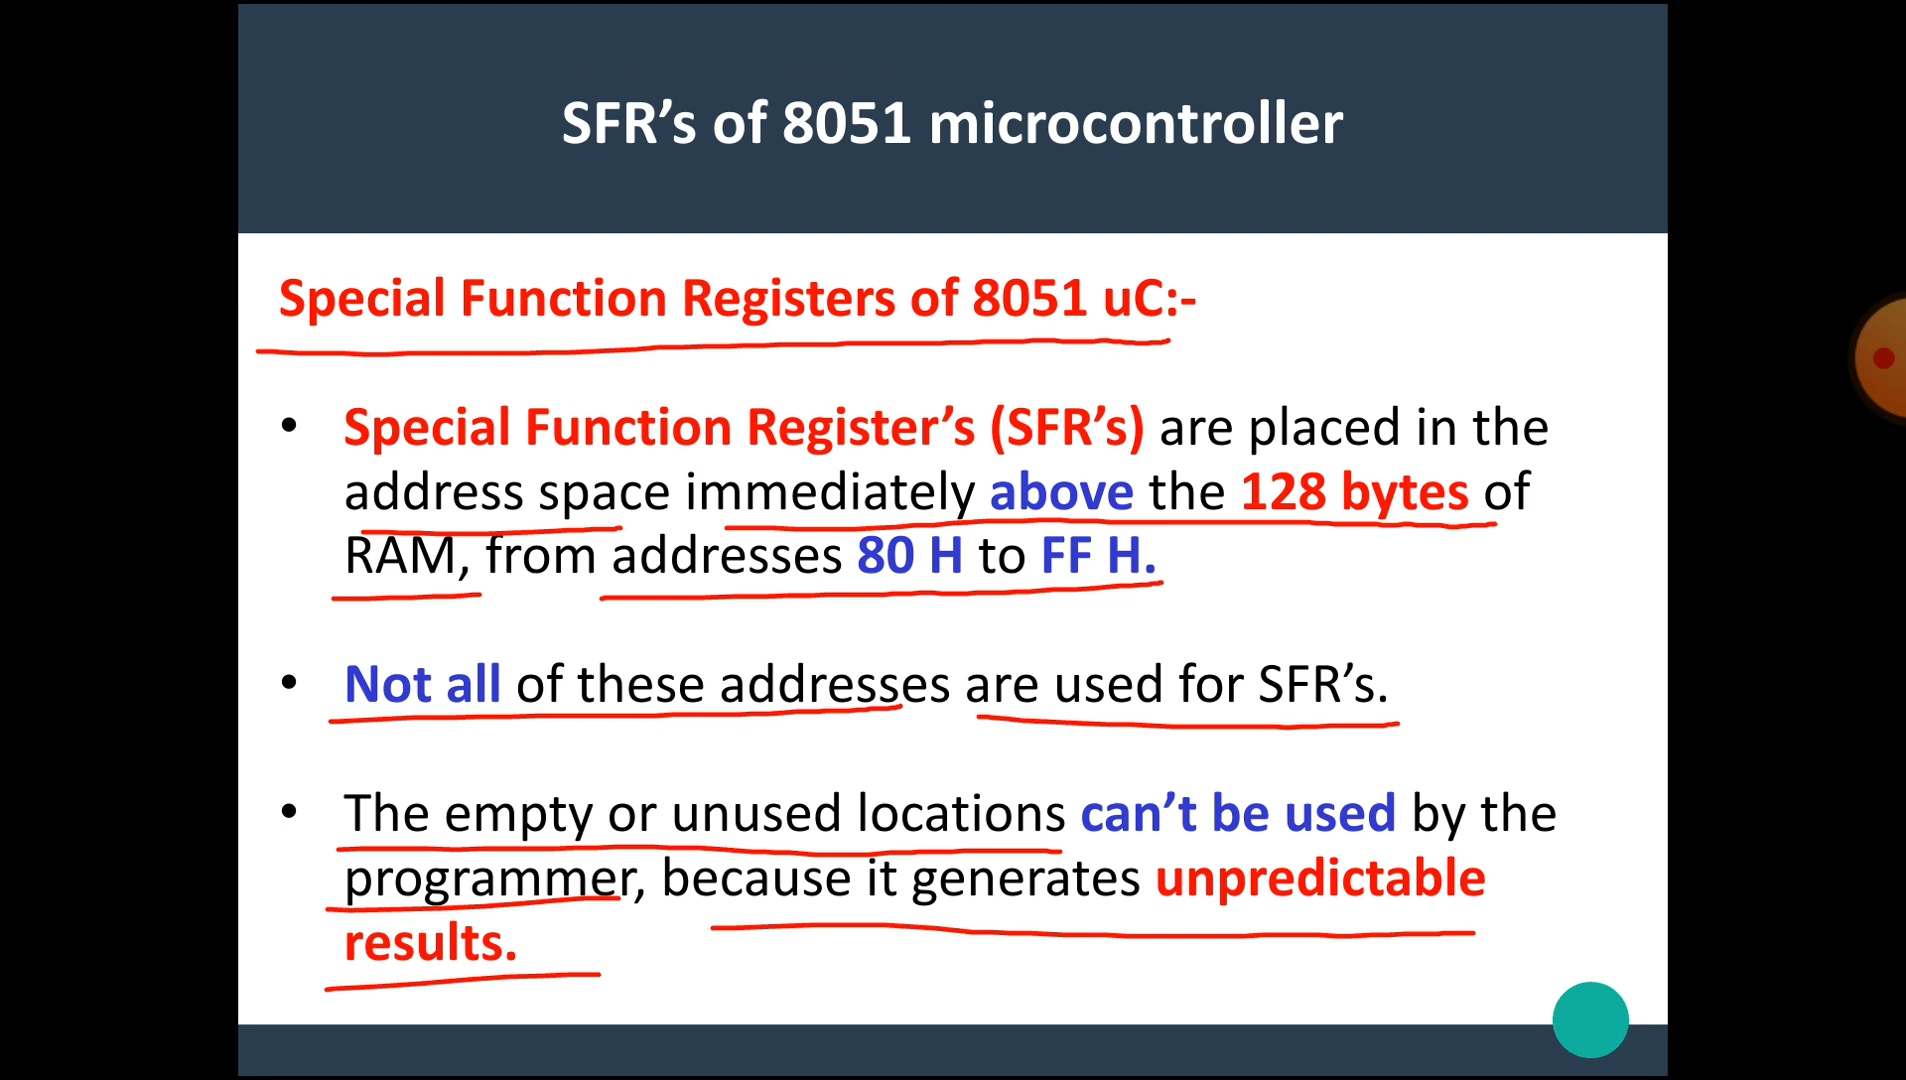 SFR’s of 8051 microcontroller
Special Function Registers of 8051 uC:-
• Special Function Register’s (SFR’s) are placed in the
address space immediately above the 128 bytes of
RAM, from addresses 80 H to FF H.
• Not all of these addresses are used for SFR’s.
• The empty or unused locations can’t be used by the
programmer, because it generates unpredictable
results.